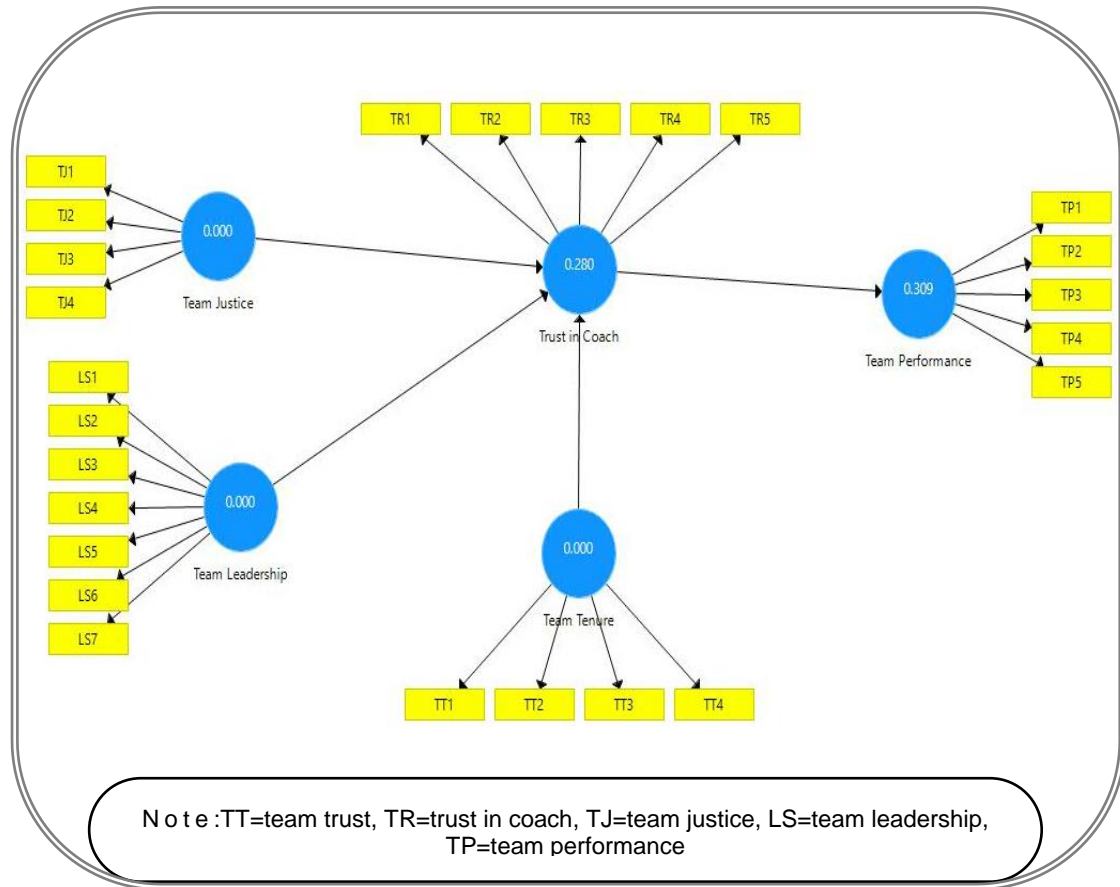 TR1
TR2
TR3
TR4
TR5
TJ1
TJ2
TJ3
TJ4
0.000
Team Justice
0.280
Trust in Coach
0.309
Team Performance
TP1
TP2
TP3
TP4
TP5
LS1
LS2
LS3
LS4
LS5
LS6
LS7
0.000
Team Leadership
0.000
Team Tenure
TT1
TT2
TT3
TT4
Note:TT=team trust, TR=trust in coach, TJ=team justice, LS=team leadership,
TP=team performance